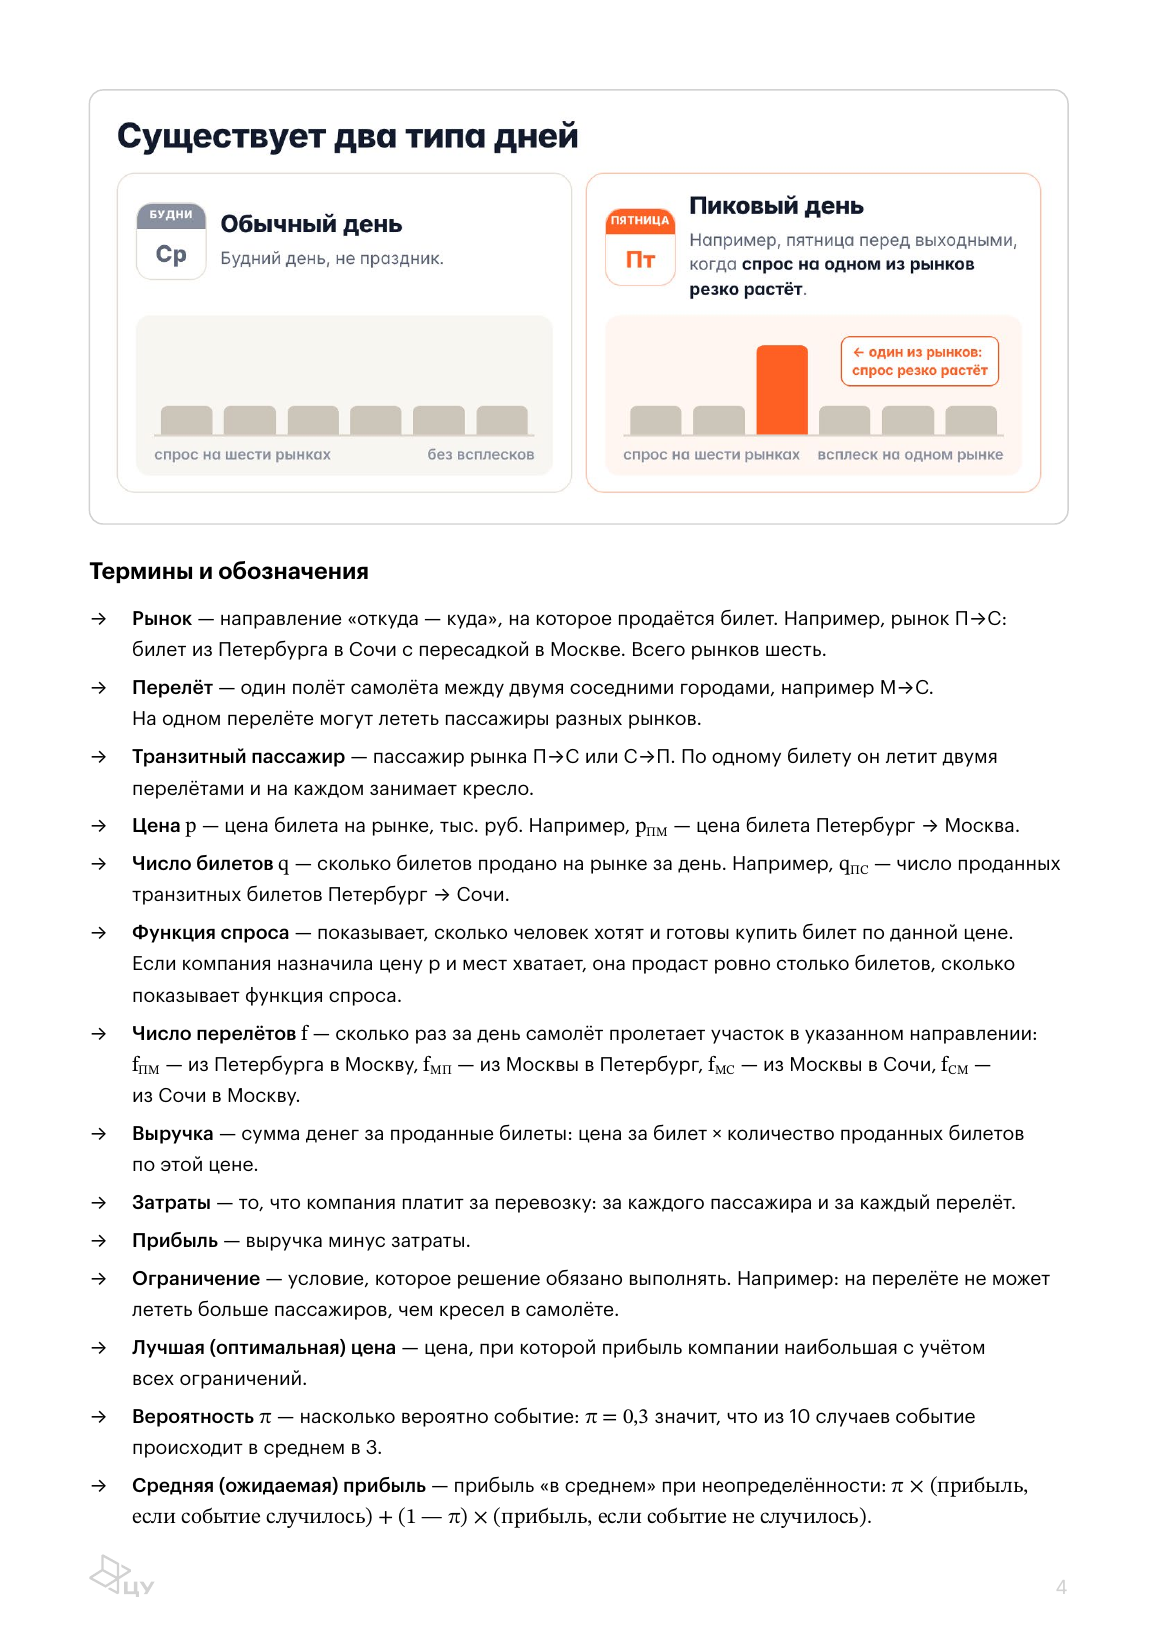 Существует два типа дней
БУДНИ
Ср
Обычный день
Будний день, не праздник.
спрос на шести рынках
без всплесков
ПЯТНИЦА
Пт
Пиковый день
Например, пятница перед выходными,
когда спрос на одном из рынков
резко растёт.
← один из рынков:
спрос резко растёт
спрос на шести рынках
всплеск на одном рынке
Термины и обозначения
→ Рынок — направление «откуда — куда», на которое продаётся билет. Например, рынок П→С:
билет из Петербурга в Сочи с пересадкой в Москве. Всего рынков шесть.
→ Перелёт — один полёт самолёта между двумя соседними городами, например М→С.
На одном перелёте могут лететь пассажиры разных рынков.
→ Транзитный пассажир — пассажир рынка П→С или С→П. По одному билету он летит двумя
перелётами и на каждом занимает кресло.
→ Цена p — цена билета на рынке, тыс. руб. Например, pПМ — цена билета Петербург → Москва.
→ Число билетов q — сколько билетов продано на рынке за день. Например, qПС — число проданных
транзитных билетов Петербург → Сочи.
→ Функция спроса — показывает, сколько человек хотят и готовы купить билет по данной цене.
Если компания назначила цену p и мест хватает, она продаст ровно столько билетов, сколько
показывает функция спроса.
→ Число перелётов f — сколько раз за день самолёт пролетает участок в указанном направлении:
fПМ — из Петербурга в Москву, fМП — из Москвы в Петербург, fМС — из Москвы в Сочи, fСМ —
из Сочи в Москву.
→ Выручка — сумма денег за проданные билеты: цена за билет × количество проданных билетов
по этой цене.
→ Затраты — то, что компания платит за перевозку: за каждого пассажира и за каждый перелёт.
→ Прибыль — выручка минус затраты.
→ Ограничение — условие, которое решение обязано выполнять. Например: на перелёте не может
лететь больше пассажиров, чем кресел в самолёте.
→ Лучшая (оптимальная) цена — цена, при которой прибыль компании наибольшая с учётом
всех ограничений.
→ Вероятность π — насколько вероятно событие: π = 0,3 значит, что из 10 случаев событие
происходит в среднем в 3.
→ Средняя (ожидаемая) прибыль — прибыль «в среднем» при неопределённости: π × (прибыль,
если событие случилось) + (1 — π) × (прибыль, если событие не случилось).
ЦУ
4